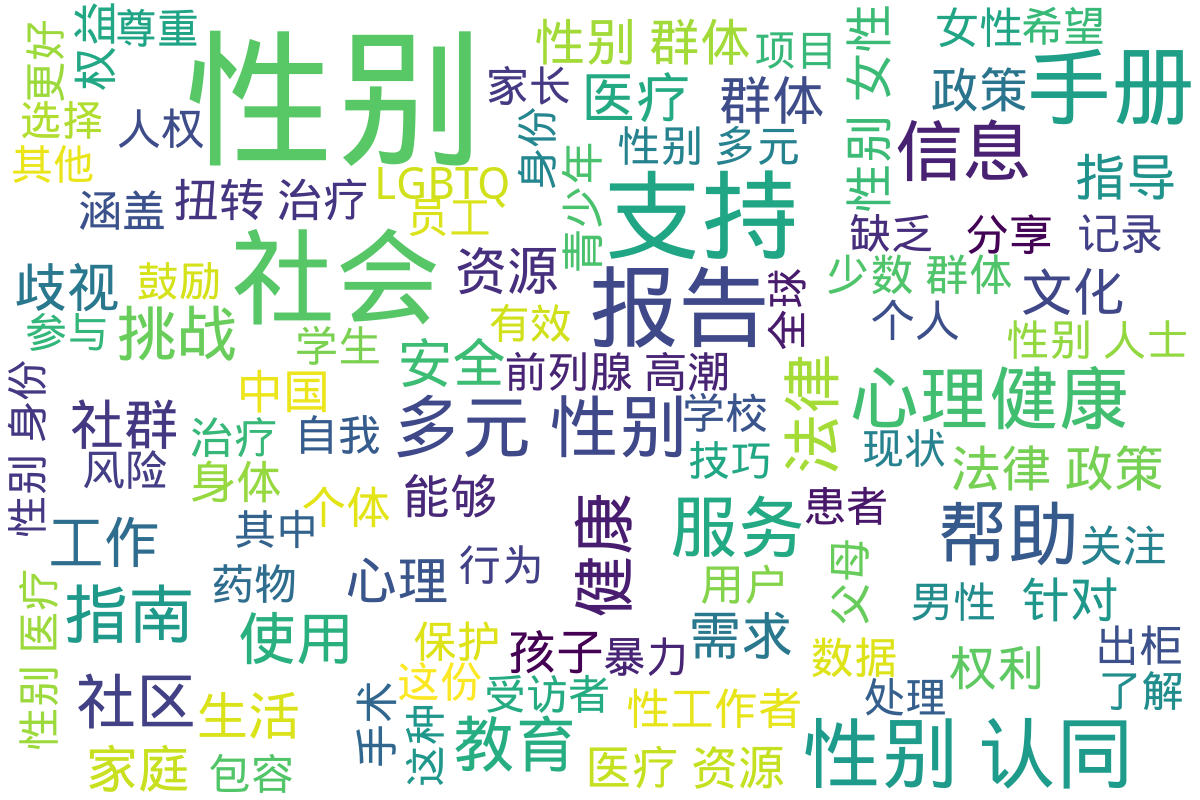 更好
权益
尊重
性别
性别 群体
项目
性别 女性
女性
希望
选择
人权
家长
医疗
群体
政策
手册
其他
LGBTQ
身份
性别 多元
信息
指导
涵盖
扭转 治疗
员工
青少年
支持
缺乏
分享
记录
歧视
鼓励
社会
资源
报告
全球
少数 群体
文化
参与
挑战
学生
有效
个人
性别 人士
性别 身份
中国
安全
前列腺 高潮
法律
心理健康
社群
治疗
自我
多元 性别
学校
现状
风险
身体
技巧
法律 政策
个体
能够
健康
服务
患者
帮助
关注
工作
其中
心理
行为
用户
父母
男性
针对
性别 医疗
指南
药物
使用
保护
孩子
暴力
需求
数据
权利
出柜
社区
生活
手术
这份
这种
受访者
性工作者
处理
了解
家庭
包容
教育
医疗 资源
性别 认同